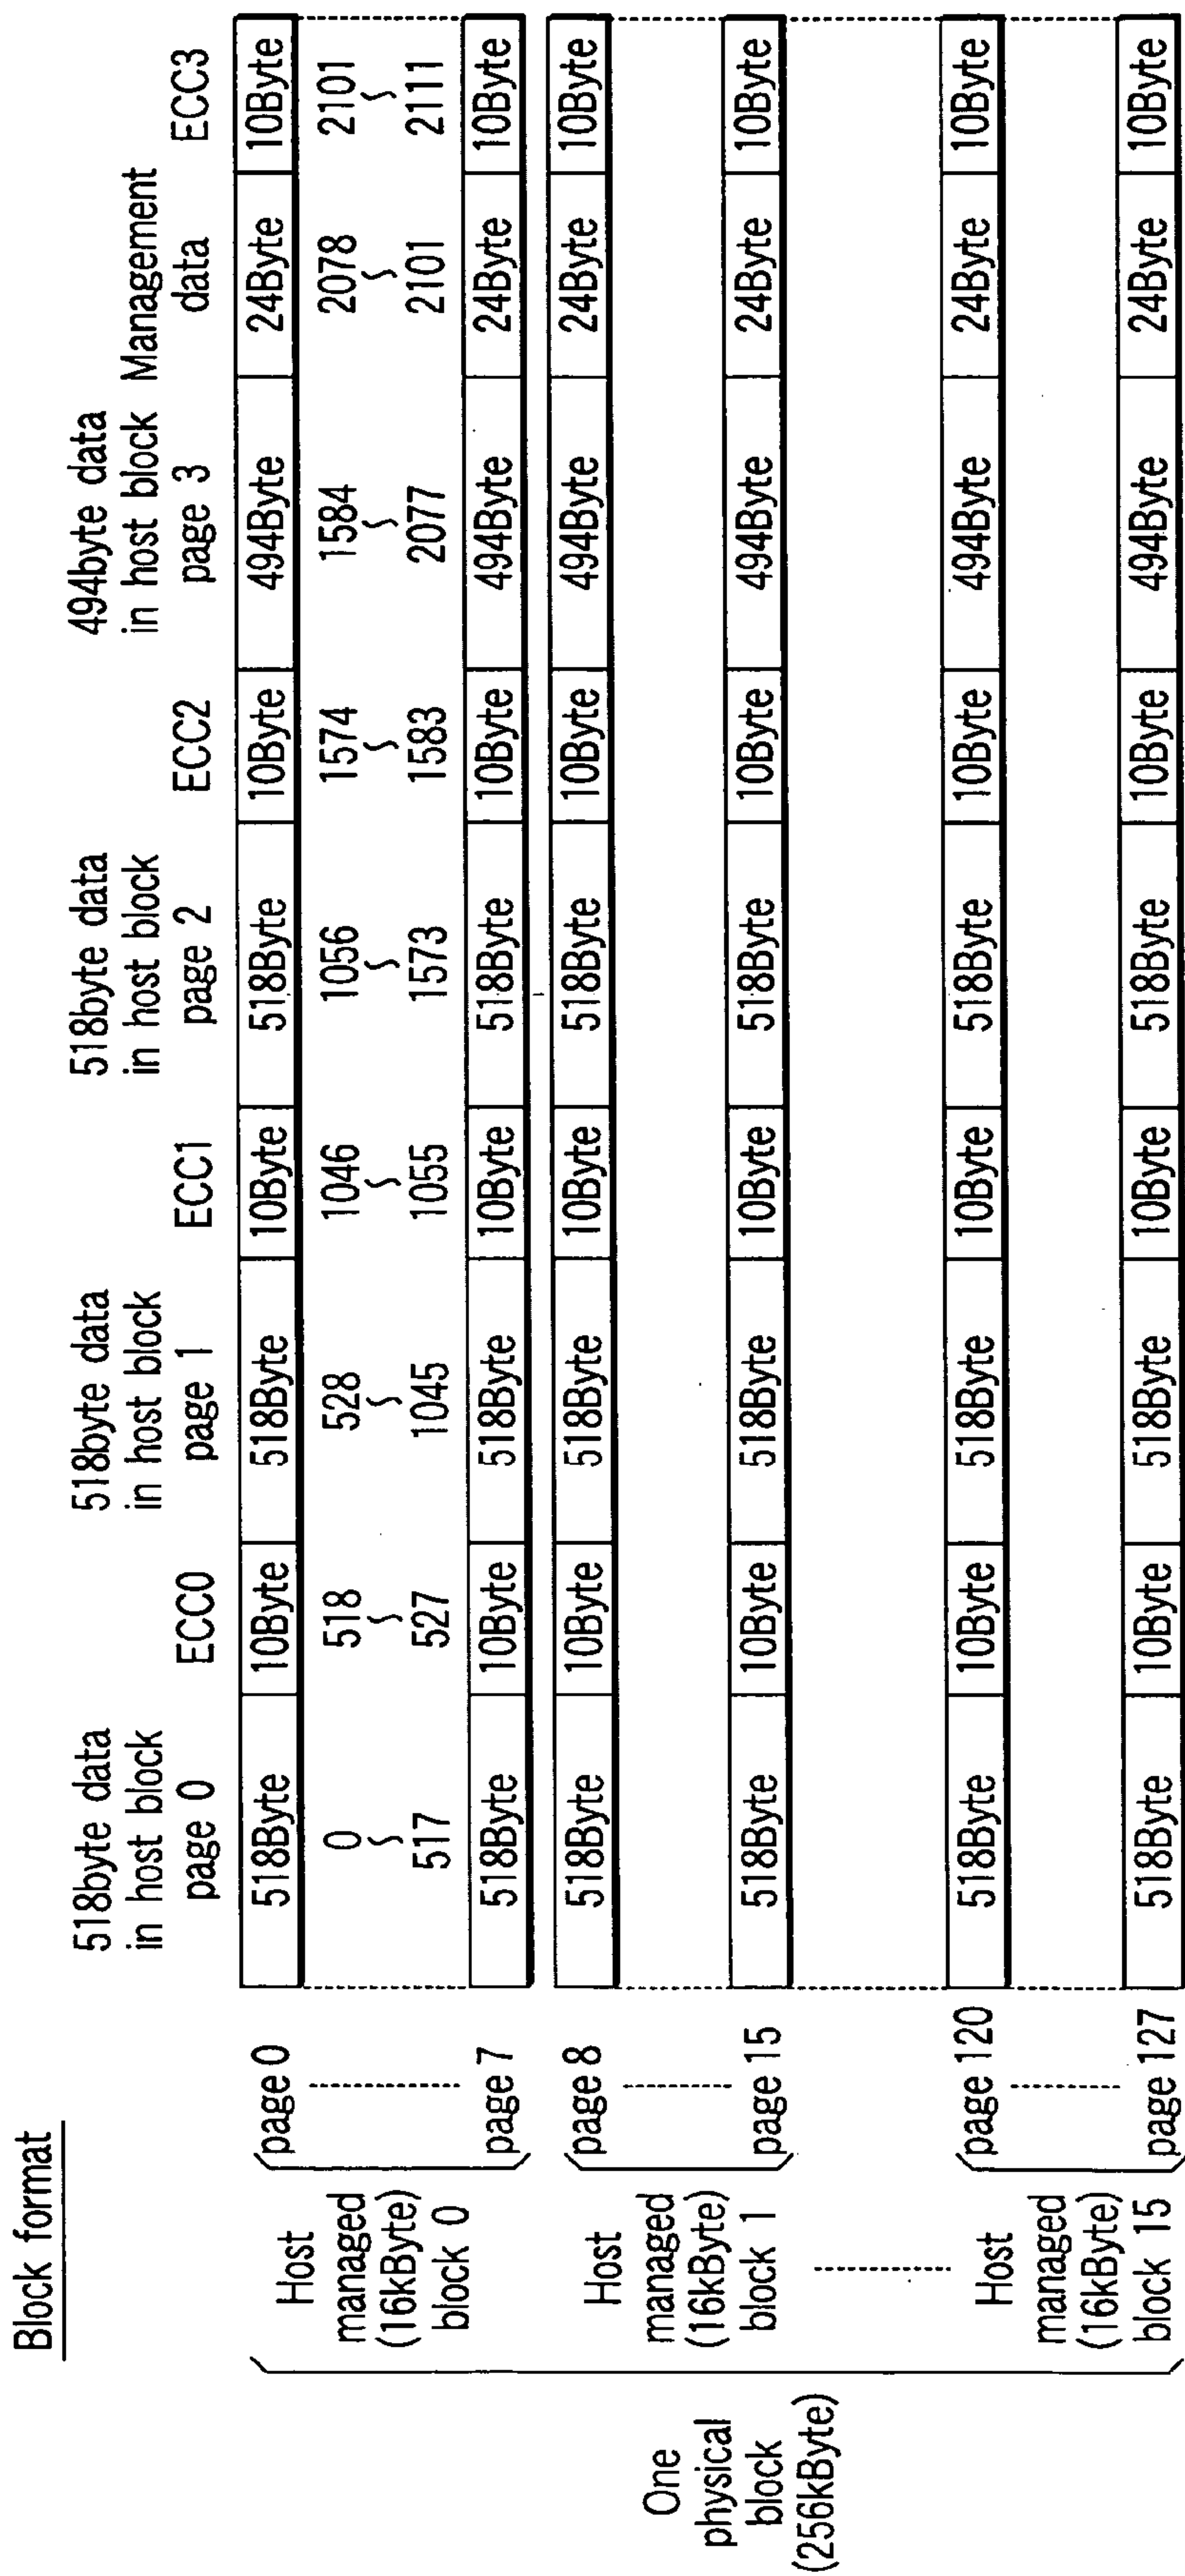 Block format
518byte data
in host block
page 0
ECC0
518byte data
in host block
page 1
ECC1
518byte data
in host block
page 2
ECC2
494byte data
in host block
page 3
Management
data
ECC3
One
physical
block
(256kByte)
Host
managed
(16kByte)
block 0
page 0
518Byte 10Byte 518Byte 10Byte 518Byte 10Byte 494Byte 24Byte 10Byte
0 518 528 1046 1056 1574 1584 2078 2101
~ ~ ~ ~ ~ ~ ~ ~ ~
517 527 1045 1055 1573 1583 2077 2101 2111
page 7
518Byte 10Byte 518Byte 10Byte 518Byte 10Byte 494Byte 24Byte 10Byte
Host
managed
(16kByte)
block 1
page 8
518Byte 10Byte 518Byte 10Byte 518Byte 10Byte 494Byte 24Byte 10Byte
page 15
518Byte 10Byte 518Byte 10Byte 518Byte 10Byte 494Byte 24Byte 10Byte
Host
managed
(16kByte)
block 15
page 120
518Byte 10Byte 518Byte 10Byte 518Byte 10Byte 494Byte 24Byte 10Byte
page 127
518Byte 10Byte 518Byte 10Byte 518Byte 10Byte 494Byte 24Byte 10Byte